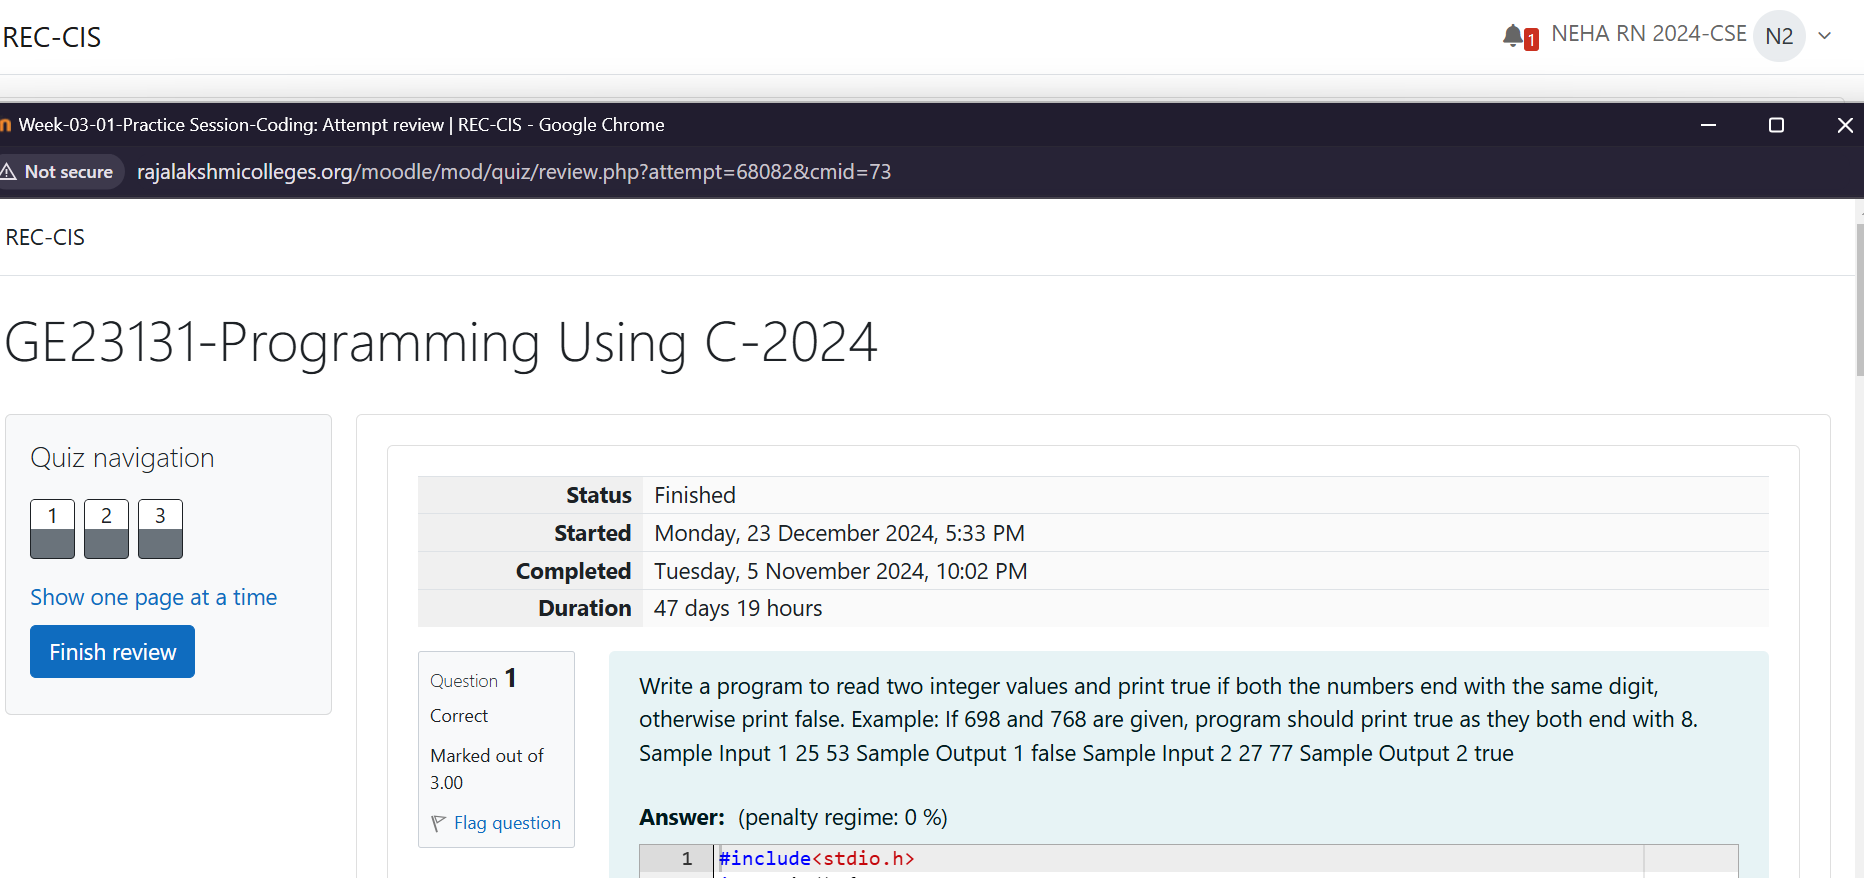 REC-CIS
1 NEHA RN 2024-CSE N2
Week-03-01-Practice Session-Coding: Attempt review | REC-CIS - Google Chrome
Not secure rajalakshmicolleges.org/moodle/mod/quiz/review.php?attempt=68082&cmid=73
REC-CIS
GE23131-Programming Using C-2024
Quiz navigation
1 2 3
Show one page at a time
Finish review
Status Finished
Started Monday, 23 December 2024, 5:33 PM
Completed Tuesday, 5 November 2024, 10:02 PM
Duration 47 days 19 hours
Question 1
Correct
Marked out of
3.00
Flag question
Write a program to read two integer values and print true if both the numbers end with the same digit,
otherwise print false. Example: If 698 and 768 are given, program should print true as they both end with 8.
Sample Input 1 25 53 Sample Output 1 false Sample Input 2 27 77 Sample Output 2 true
Answer: (penalty regime: 0 %)
1 #include<stdio.h>